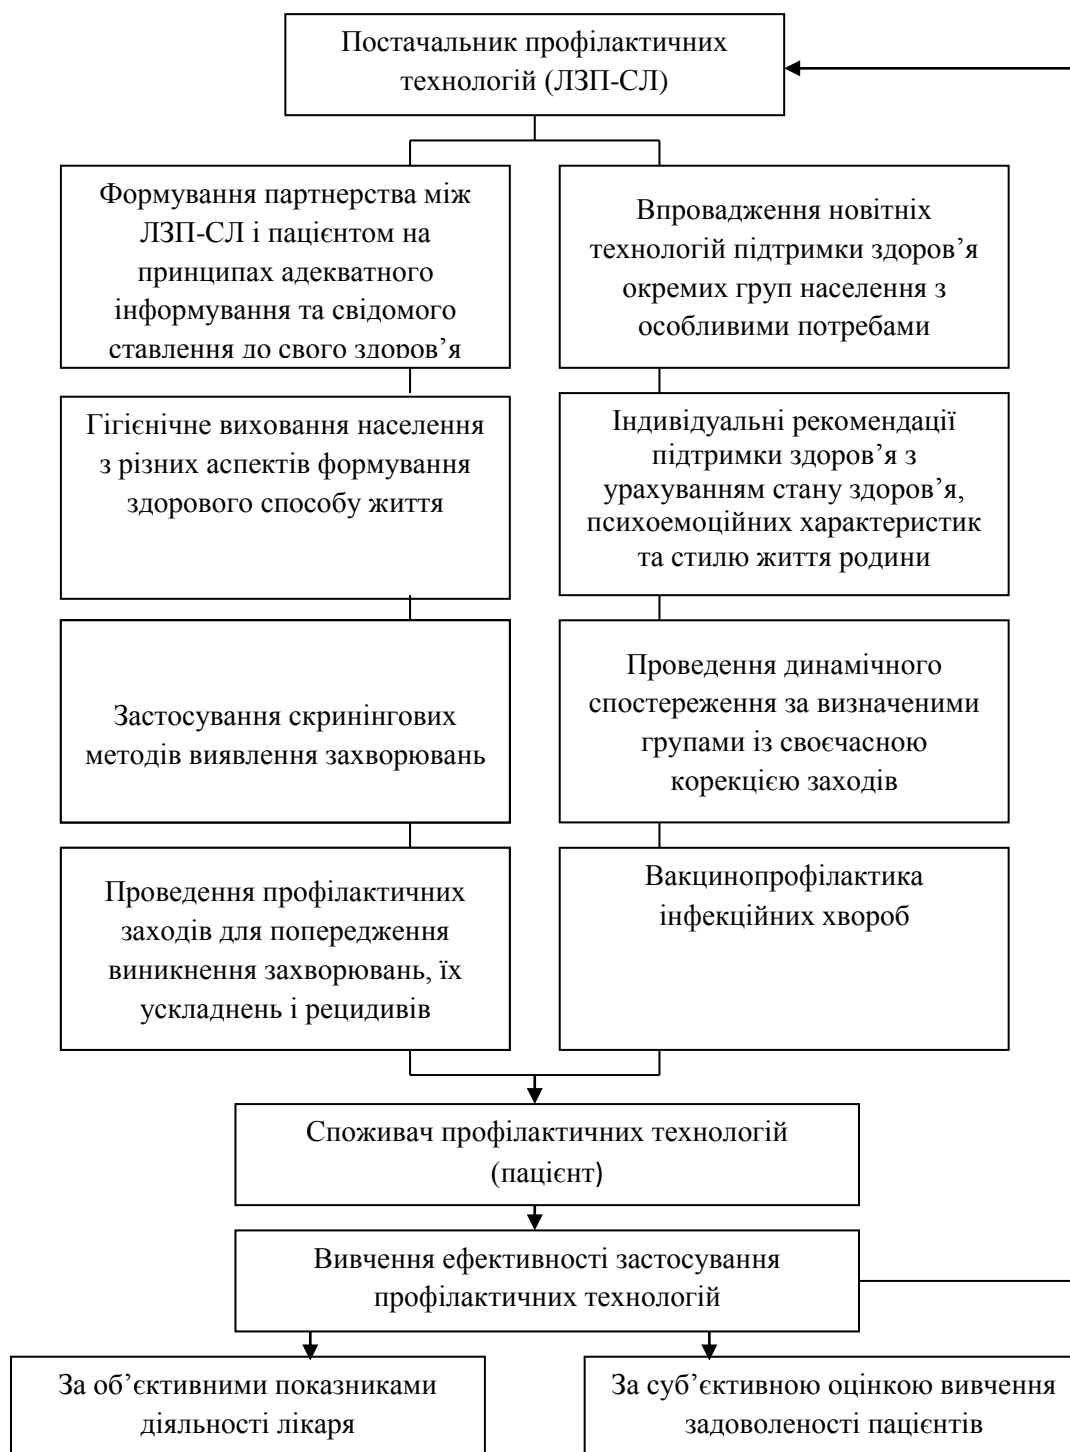 Постачальник профілактичних
технологій (ЛЗП-СЛ)
Формування партнерства між
ЛЗП-СЛ і пацієнтом на
принципах адекватного
інформування та свідомого
ставлення до свого здоров’я
Впровадження новітніх
технологій підтримки здоров’я
окремих груп населення з
особливими потребами
Гігієнічне виховання населення
з різних аспектів формування
здорового способу життя
Індивідуальні рекомендації
підтримки здоров’я з
урахуванням стану здоров’я,
психоемоційних характеристик
та стилю життя родини
Застосування скринінгових
методів виявлення захворювань
Проведення динамічного
спостереження за визначеними
групами із своєчасною
корекцією заходів
Проведення профілактичних
заходів для попередження
виникнення захворювань, їх
ускладнень і рецидивів
Вакцинопрофілактика
інфекційних хвороб
Споживач профілактичних технологій
(пацієнт)
Вивчення ефективності застосування
профілактичних технологій
За об’єктивними показниками
діяльності лікаря
За суб’єктивною оцінкою вивчення
задоволеності пацієнтів